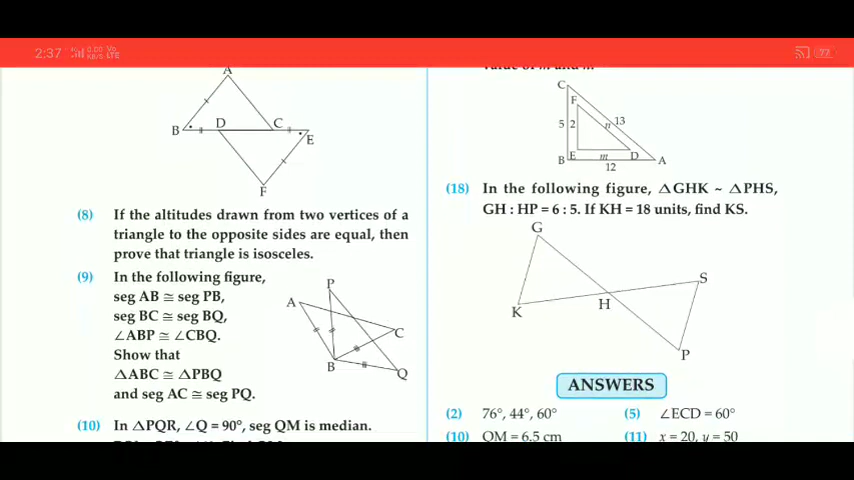 2:37
77
A
B
D
C
E
F
(8) If the altitudes drawn from two vertices of a
triangle to the opposite sides are equal, then
prove that triangle is isosceles.
(9) In the following figure,
seg AB ≅ seg PB,
seg BC ≅ seg BQ,
∠ABP ≅ ∠CBQ.
Show that
△ABC ≅ △PBQ
and seg AC ≅ seg PQ.
P
A
C
B
Q
(10) In △PQR, ∠Q = 90°, seg QM is median.
C
F
5 2
n 13
B E m D A
12
(18) In the following figure, △GHK ~ △PHS,
GH : HP = 6 : 5. If KH = 18 units, find KS.
G
S
K
H
P
ANSWERS
(2) 76°, 44°, 60° (5) ∠ECD = 60°
(10) QM = 6.5 cm (11) x = 20, y = 50